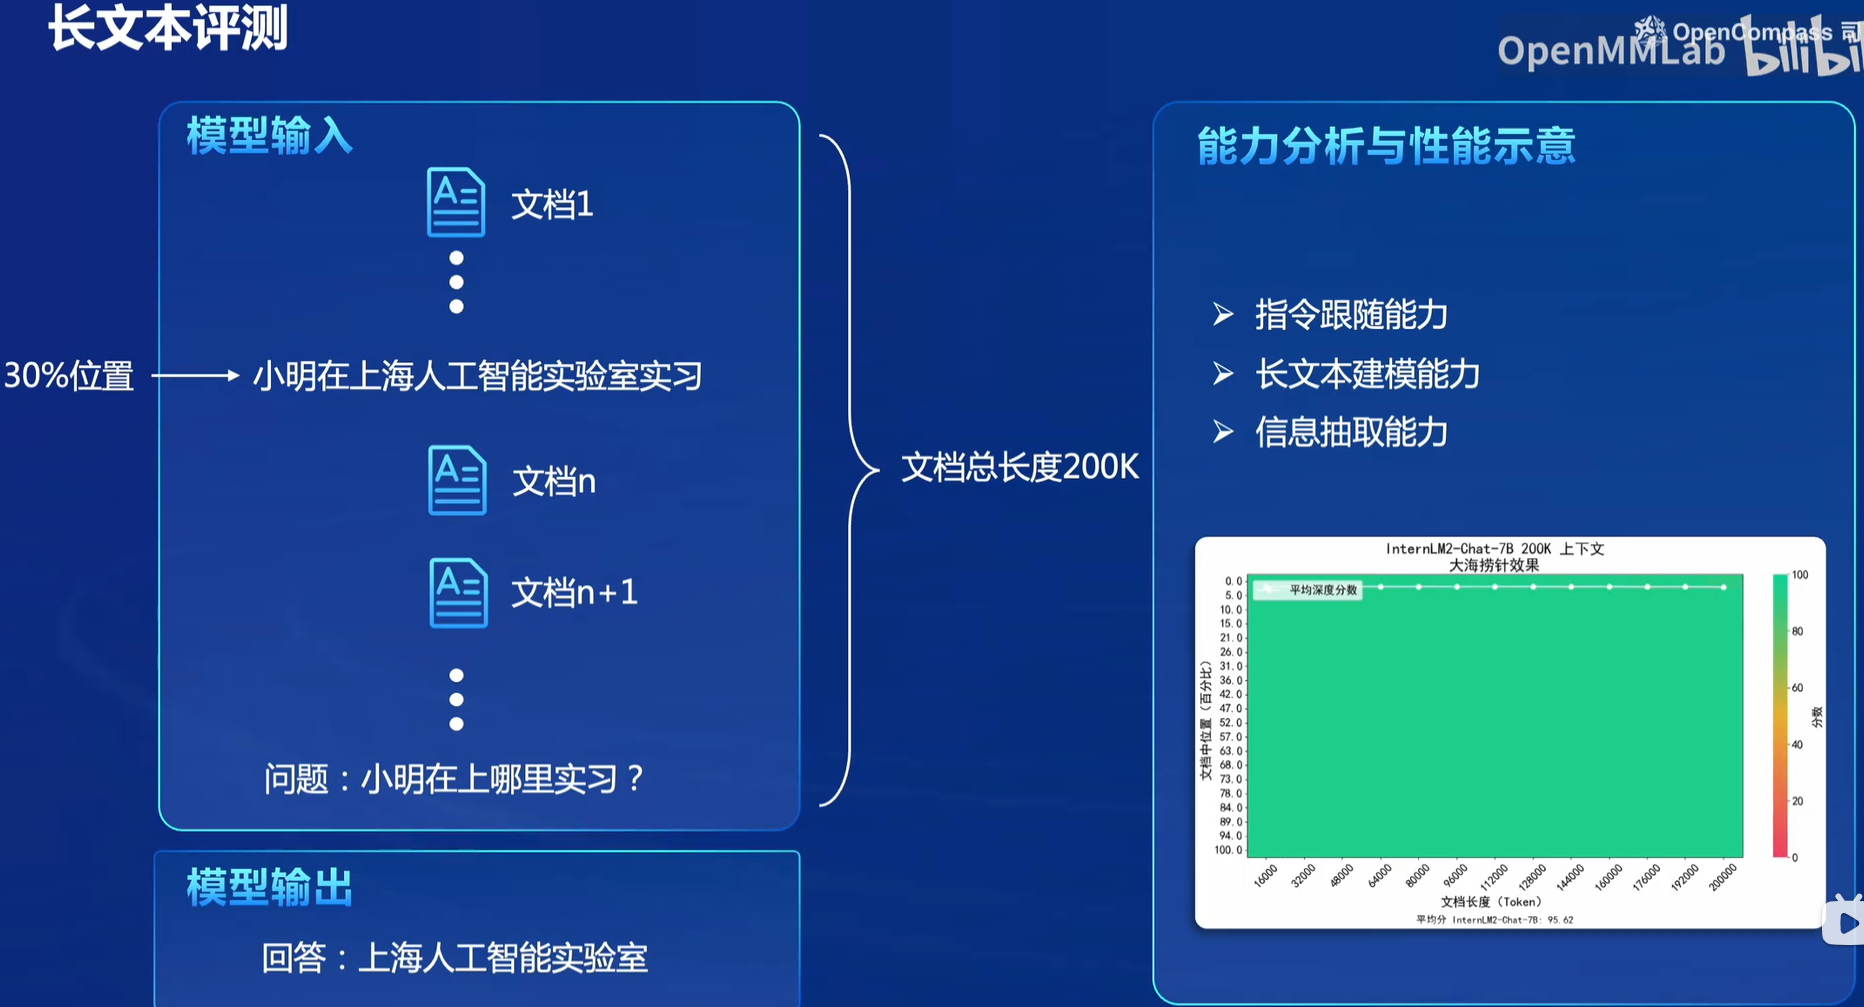 长文本评测
OpenCompass 司
OpenMMLab bilibili
模型输入
文档1
30%位置
小明在上海人工智能实验室实习
文档n
文档n+1
问题：小明在上哪里实习？
文档总长度200K
模型输出
回答：上海人工智能实验室
能力分析与性能示意
指令跟随能力
长文本建模能力
信息抽取能力
InternLM2-Chat-7B 200K 上下文
大海捞针效果
平均深度分数
文档中位置（百分比）
0.0
5.0
10.0
15.0
21.0
26.0
31.0
36.0
42.0
47.0
52.0
57.0
63.0
68.0
73.0
78.0
84.0
89.0
94.0
100.0
16000 32000 48000 64000 80000 96000 112000 128000 144000 160000 176000 192000 200000
文档长度（Token）
平均分 InternLM2-Chat-7B: 95.62
100
80
60
40
20
0
分数